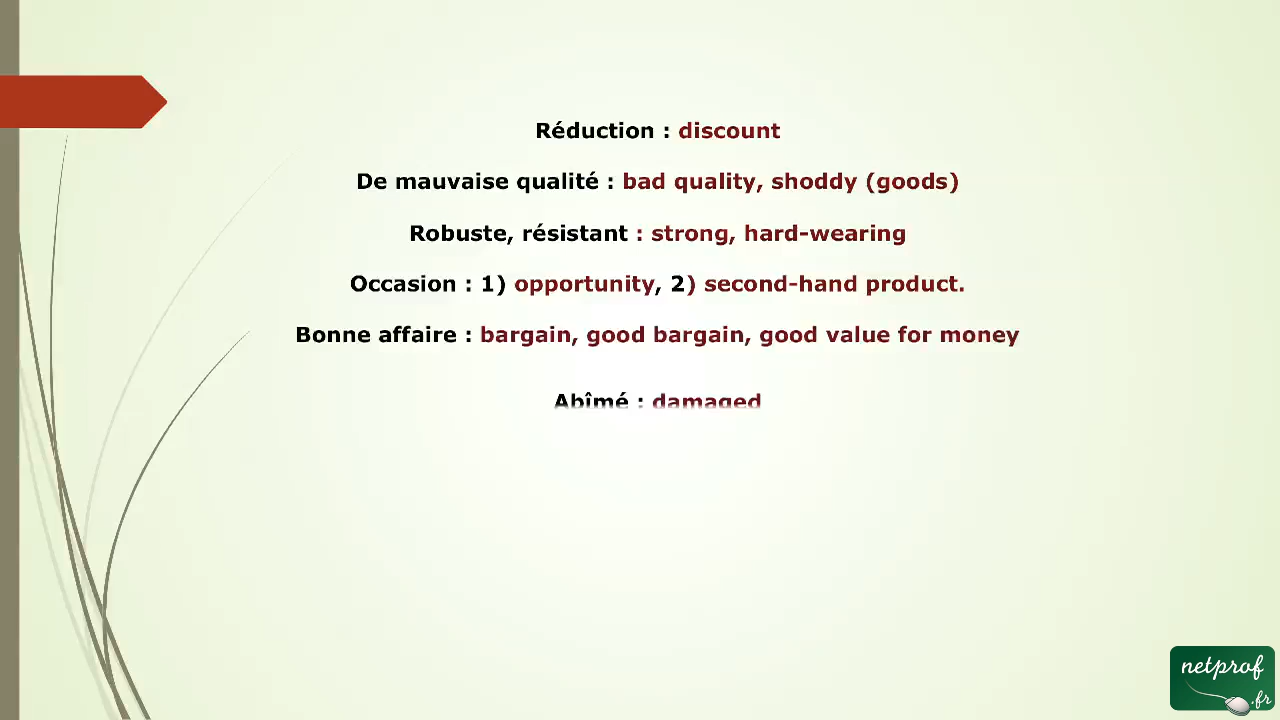 Réduction : discount
De mauvaise qualité : bad quality, shoddy (goods)
Robuste, résistant : strong, hard-wearing
Occasion : 1) opportunity, 2) second-hand product.
Bonne affaire : bargain, good bargain, good value for money
Abîmé : damaged
netprof
.fr